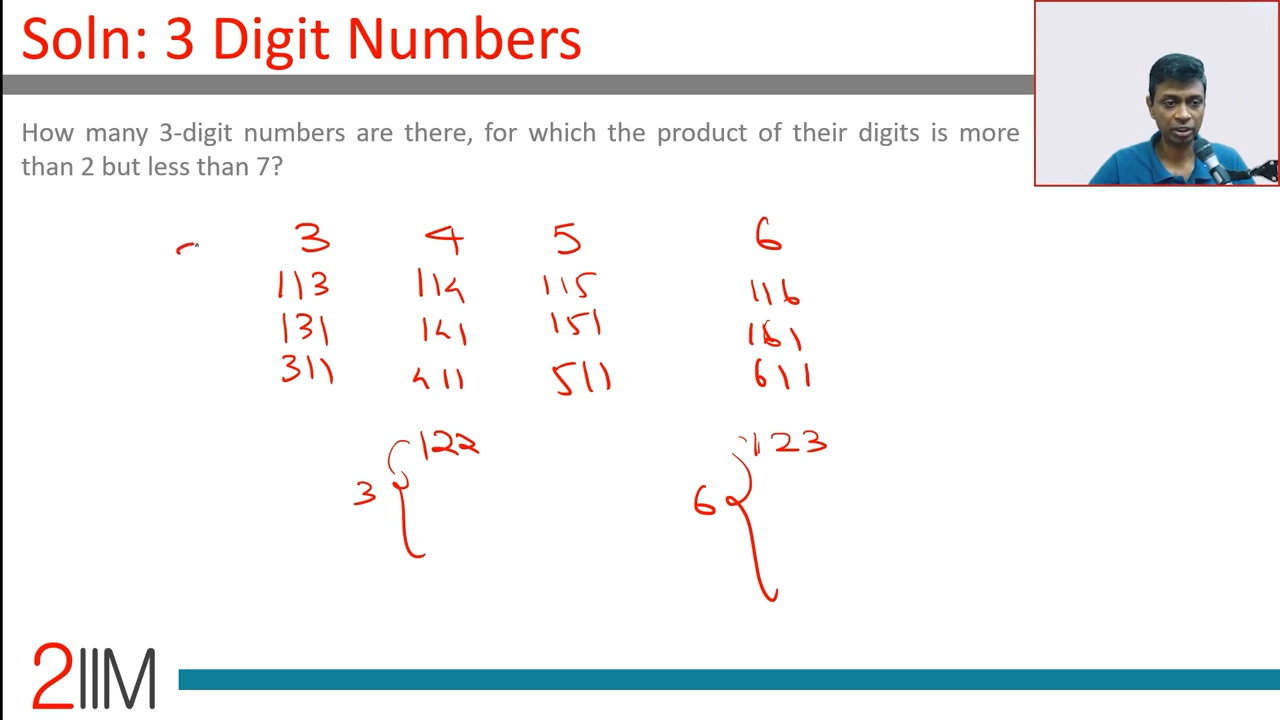 Soln: 3 Digit Numbers
How many 3-digit numbers are there, for which the product of their digits is more
than 2 but less than 7?
3 4 5 6
113 114 115 116
131 141 151 161
311 411 511 611
122 123
3 6
2IIM